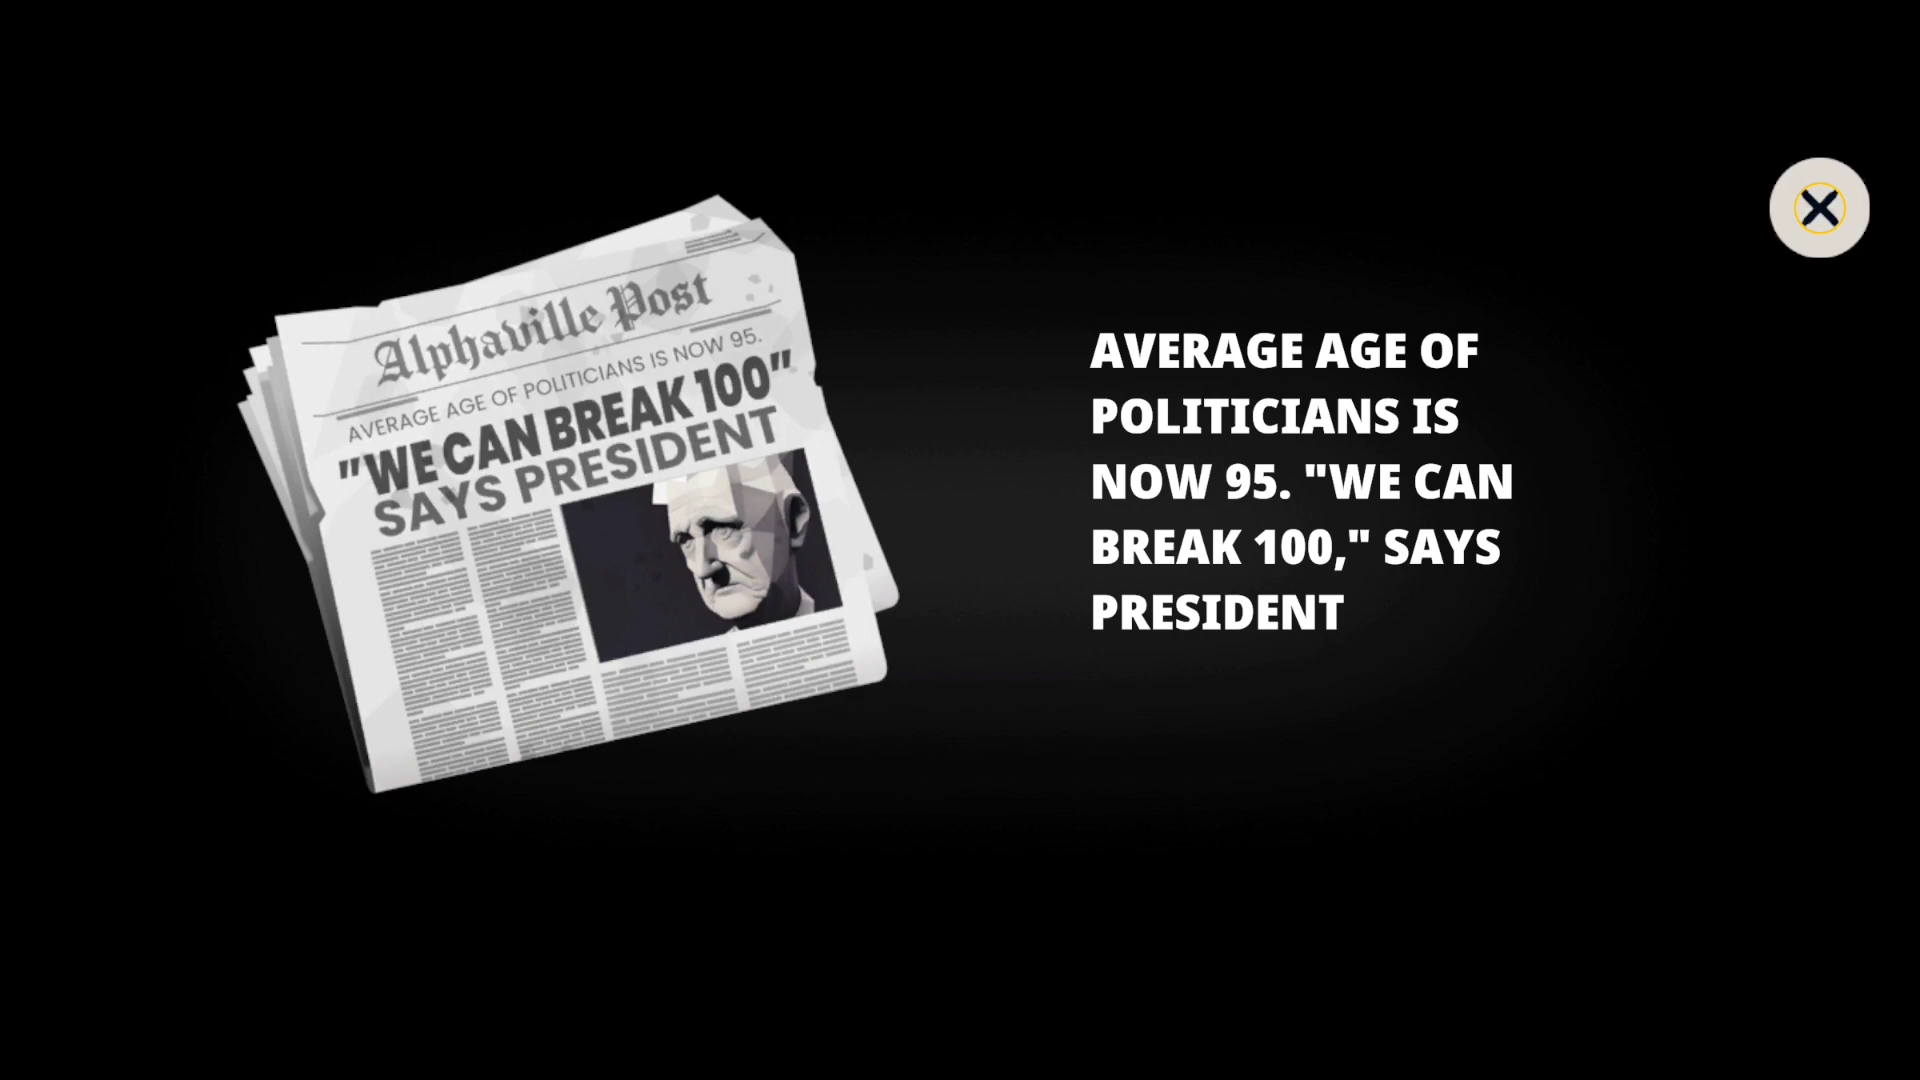 Alphaville Post
AVERAGE AGE OF POLITICIANS IS NOW 95.
"WE CAN BREAK 100"
SAYS PRESIDENT
AVERAGE AGE OF
POLITICIANS IS
NOW 95. "WE CAN
BREAK 100," SAYS
PRESIDENT